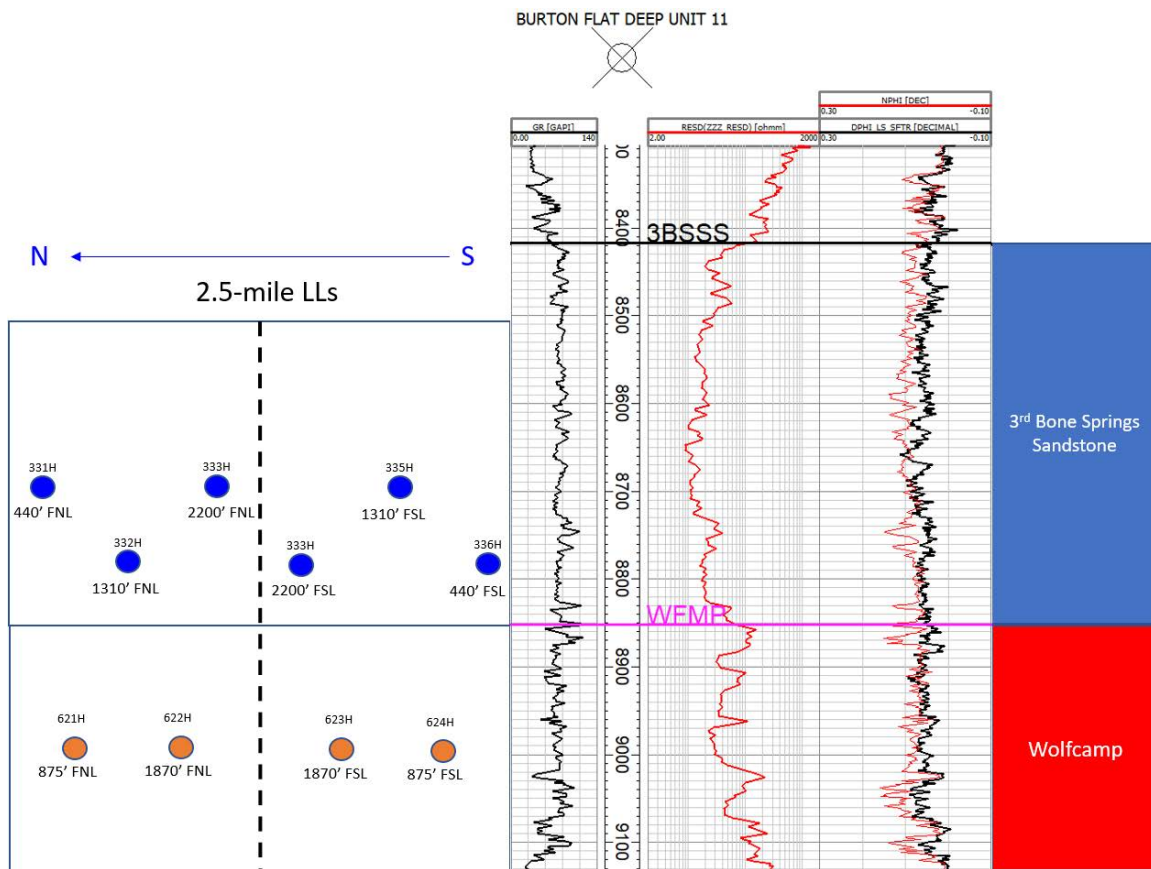 BURTON FLAT DEEP UNIT 11
NPHI [DEC]
0.30 -0.10
GR [GAPI]
0.00 140
RESD(ZZZ_RESD) [ohmm]
2.00 2000
DPHI_LS_SFTR [DECIMAL]
0.30 -0.10
N S
2.5-mile LLs
8400
3BSSS
8500
8600
8700
8800
WFMP
8900
9000
9100
331H
440' FNL
333H
2200' FNL
335H
1310' FSL
332H
1310' FNL
333H
2200' FSL
336H
440' FSL
621H
875' FNL
622H
1870' FNL
623H
1870' FSL
624H
875' FSL
3rd Bone Springs
Sandstone
Wolfcamp